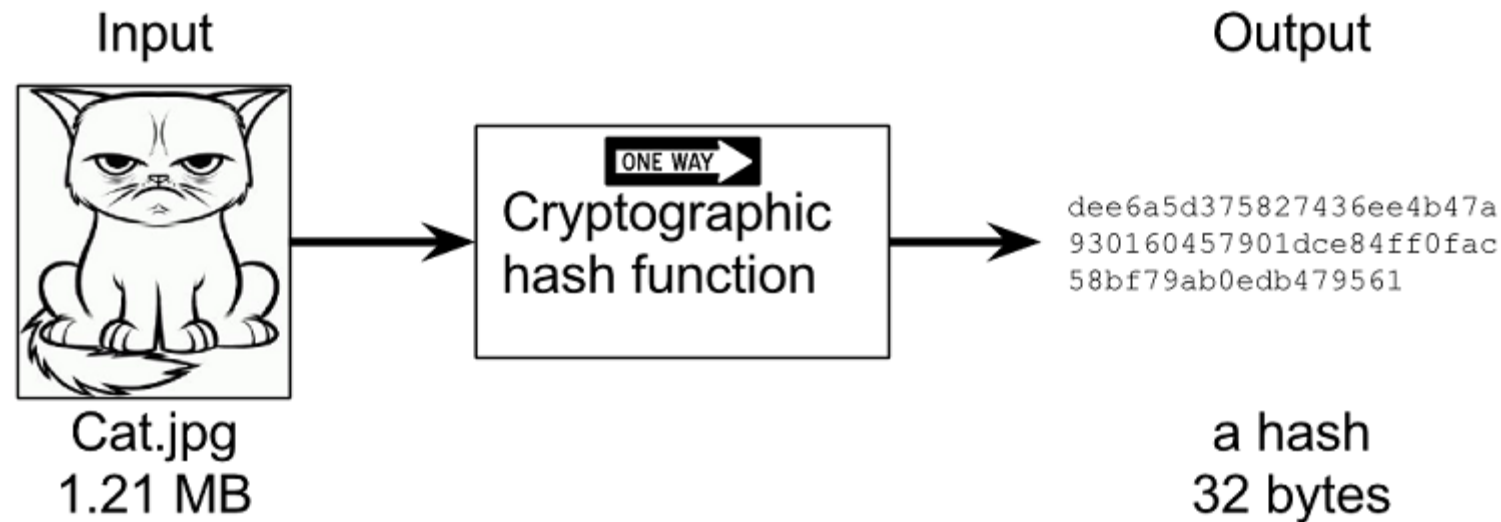 Input
Output
ONE WAY
Cryptographic
hash function
dee6a5d375827436ee4b47a
930160457901dce84ff0fac
58bf79ab0edb479561
Cat.jpg
1.21 MB
a hash
32 bytes